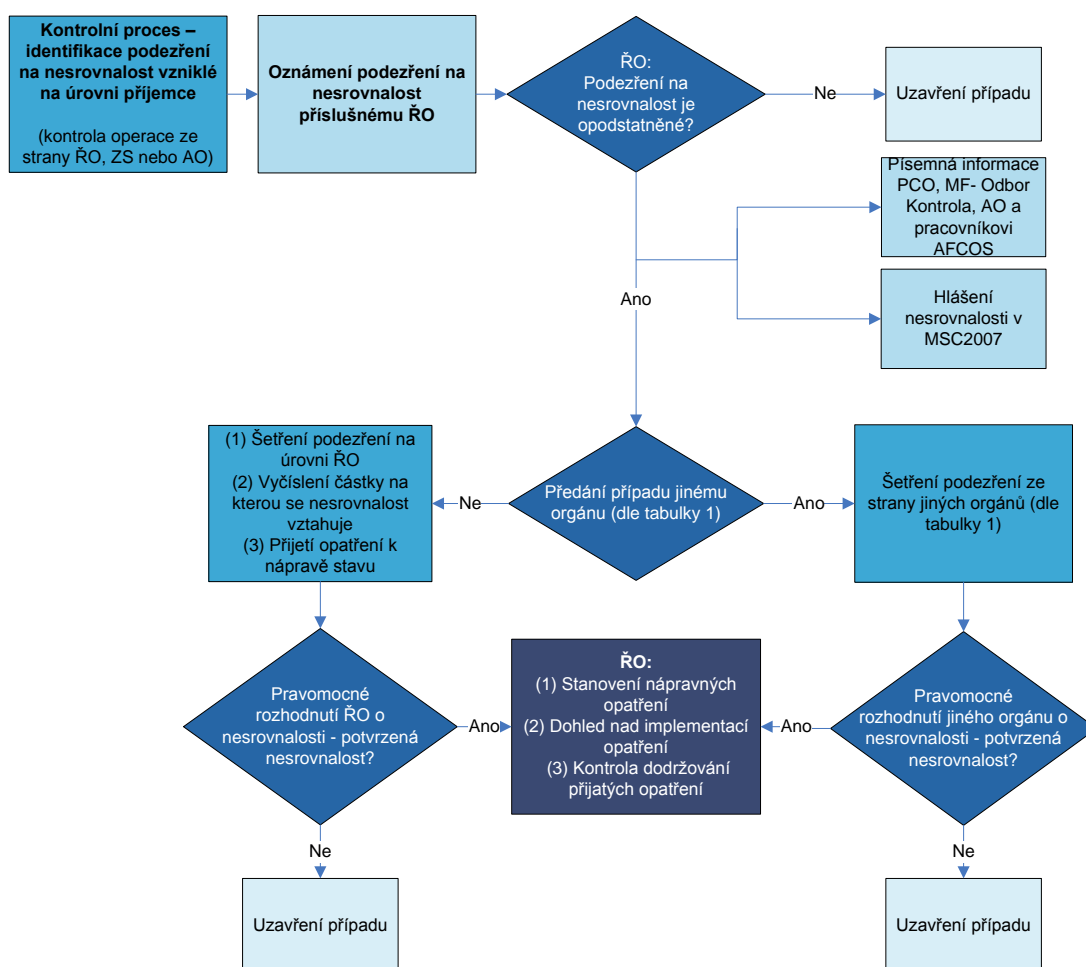 Kontrolní proces –
identifikace podezření
na nesrovnalost vzniklé
na úrovni příjemce
(kontrola operace ze
strany ŘO, ZS nebo AO)
Oznámení podezření na
nesrovnalost
příslušnému ŘO
ŘO:
Podezření na
nesrovnalost je
opodstatněné?
Ne
Uzavření případu
Písemná informace
PCO, MF- Odbor
Kontrola, AO a
pracovníkovi
AFCOS
Ano
Hlášení
nesrovnalosti v
MSC2007
(1) Šetření podezření na
úrovni ŘO
(2) Vyčíslení částky na
kterou se nesrovnalost
vztahuje
(3) Přijetí opatření k
nápravě stavu
Ne
Předání případu jinému
orgánu (dle tabulky 1)
Ano
Šetření podezření ze
strany jiných orgánů (dle
tabulky 1)
Pravomocné
rozhodnutí ŘO o
nesrovnalosti - potvrzená
nesrovnalost?
Ano
ŘO:
(1) Stanovení nápravných
opatření
(2) Dohled nad implementací
opatření
(3) Kontrola dodržování
přijatých opatření
Ano
Pravomocné
rozhodnutí jiného orgánu o
nesrovnalosti - potvrzená
nesrovnalost?
Ne
Ne
Uzavření případu
Uzavření případu